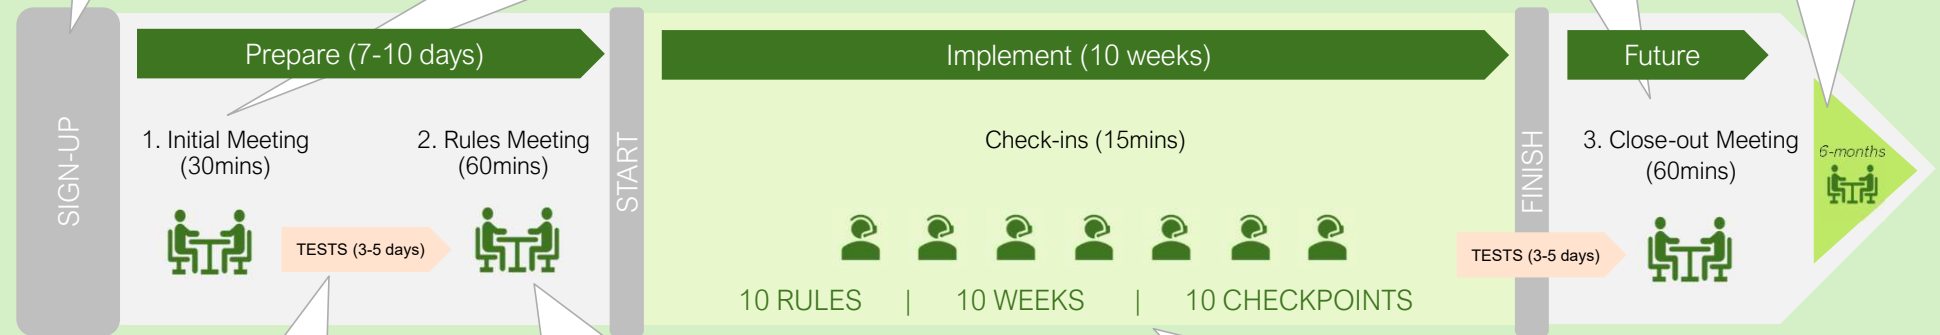 SIGN-UP
Prepare (7-10 days)
1. Initial Meeting
(30mins)
TESTS (3-5 days)
2. Rules Meeting
(60mins)
START
Implement (10 weeks)
Check-ins (15mins)
10 RULES | 10 WEEKS | 10 CHECKPOINTS
FINISH
TESTS (3-5 days)
Future
3. Close-out Meeting
(60mins)
6-months